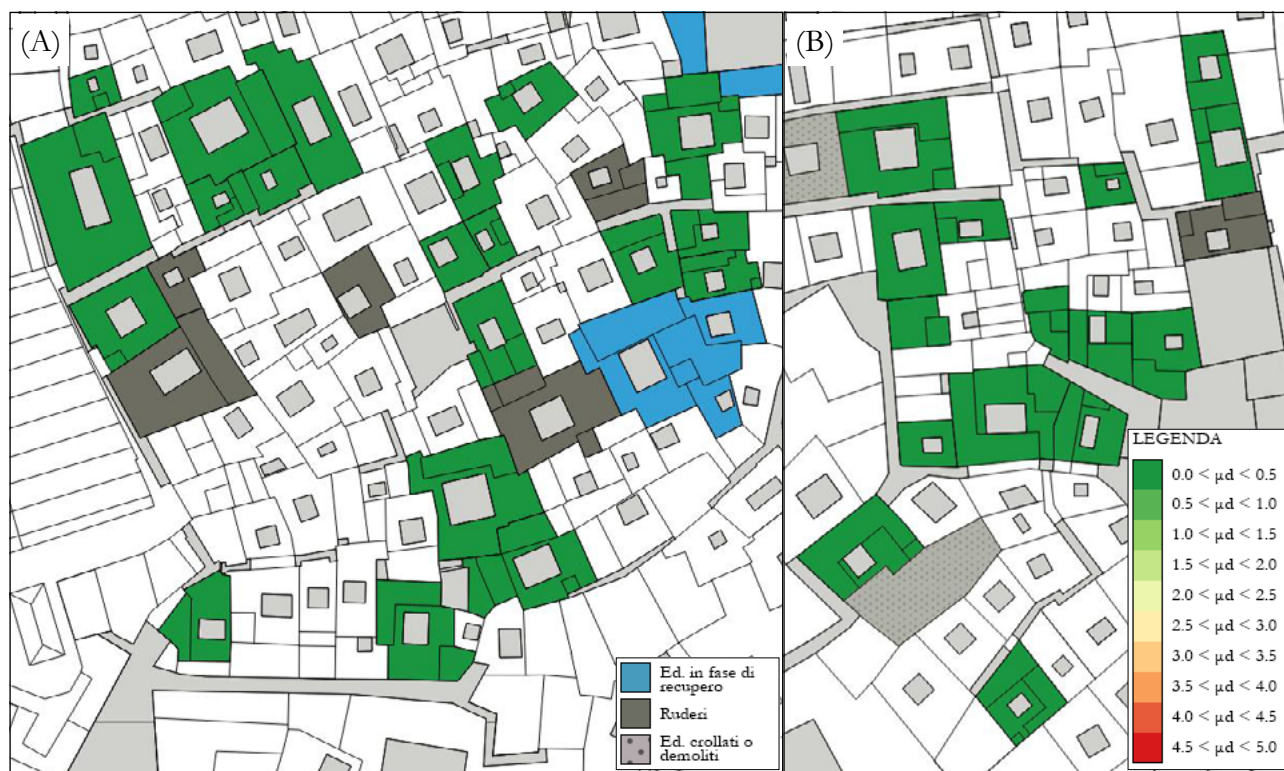 (A)
(B)
Ed. in fase di
recupero
Ruderi
Ed. crollati o
demoliti
LEGENDA
0.0 < µd < 0.5
0.5 < µd < 1.0
1.0 < µd < 1.5
1.5 < µd < 2.0
2.0 < µd < 2.5
2.5 < µd < 3.0
3.0 < µd < 3.5
3.5 < µd < 4.0
4.0 < µd < 4.5
4.5 < µd < 5.0